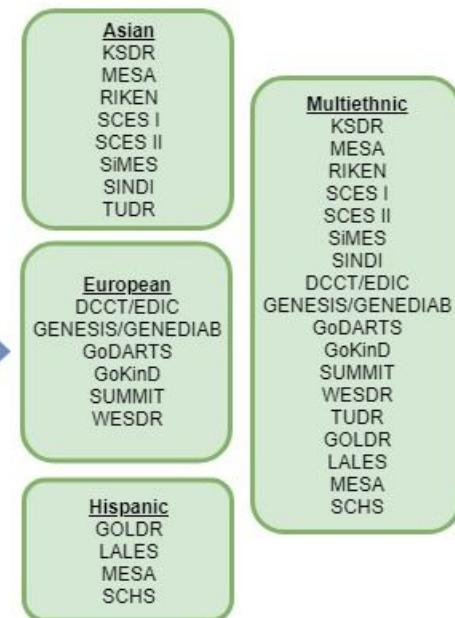 Asian
KSDR
MESA
RIKEN
SCES I
SCES II
SiMES
SINDI
TUDR
European
DCCT/EDIC
GENESIS/GENEDIAB
GoDARTS
GoKinD
SUMMIT
WESDR
Hispanic
GOLDR
LALES
MESA
SCHS
Multiethnic
KSDR
MESA
RIKEN
SCES I
SCES II
SiMES
SINDI
DCCT/EDIC
GENESIS/GENEDIAB
GoDARTS
GoKinD
SUMMIT
WESDR
TUDR
GOLDR
LALES
MESA
SCHS